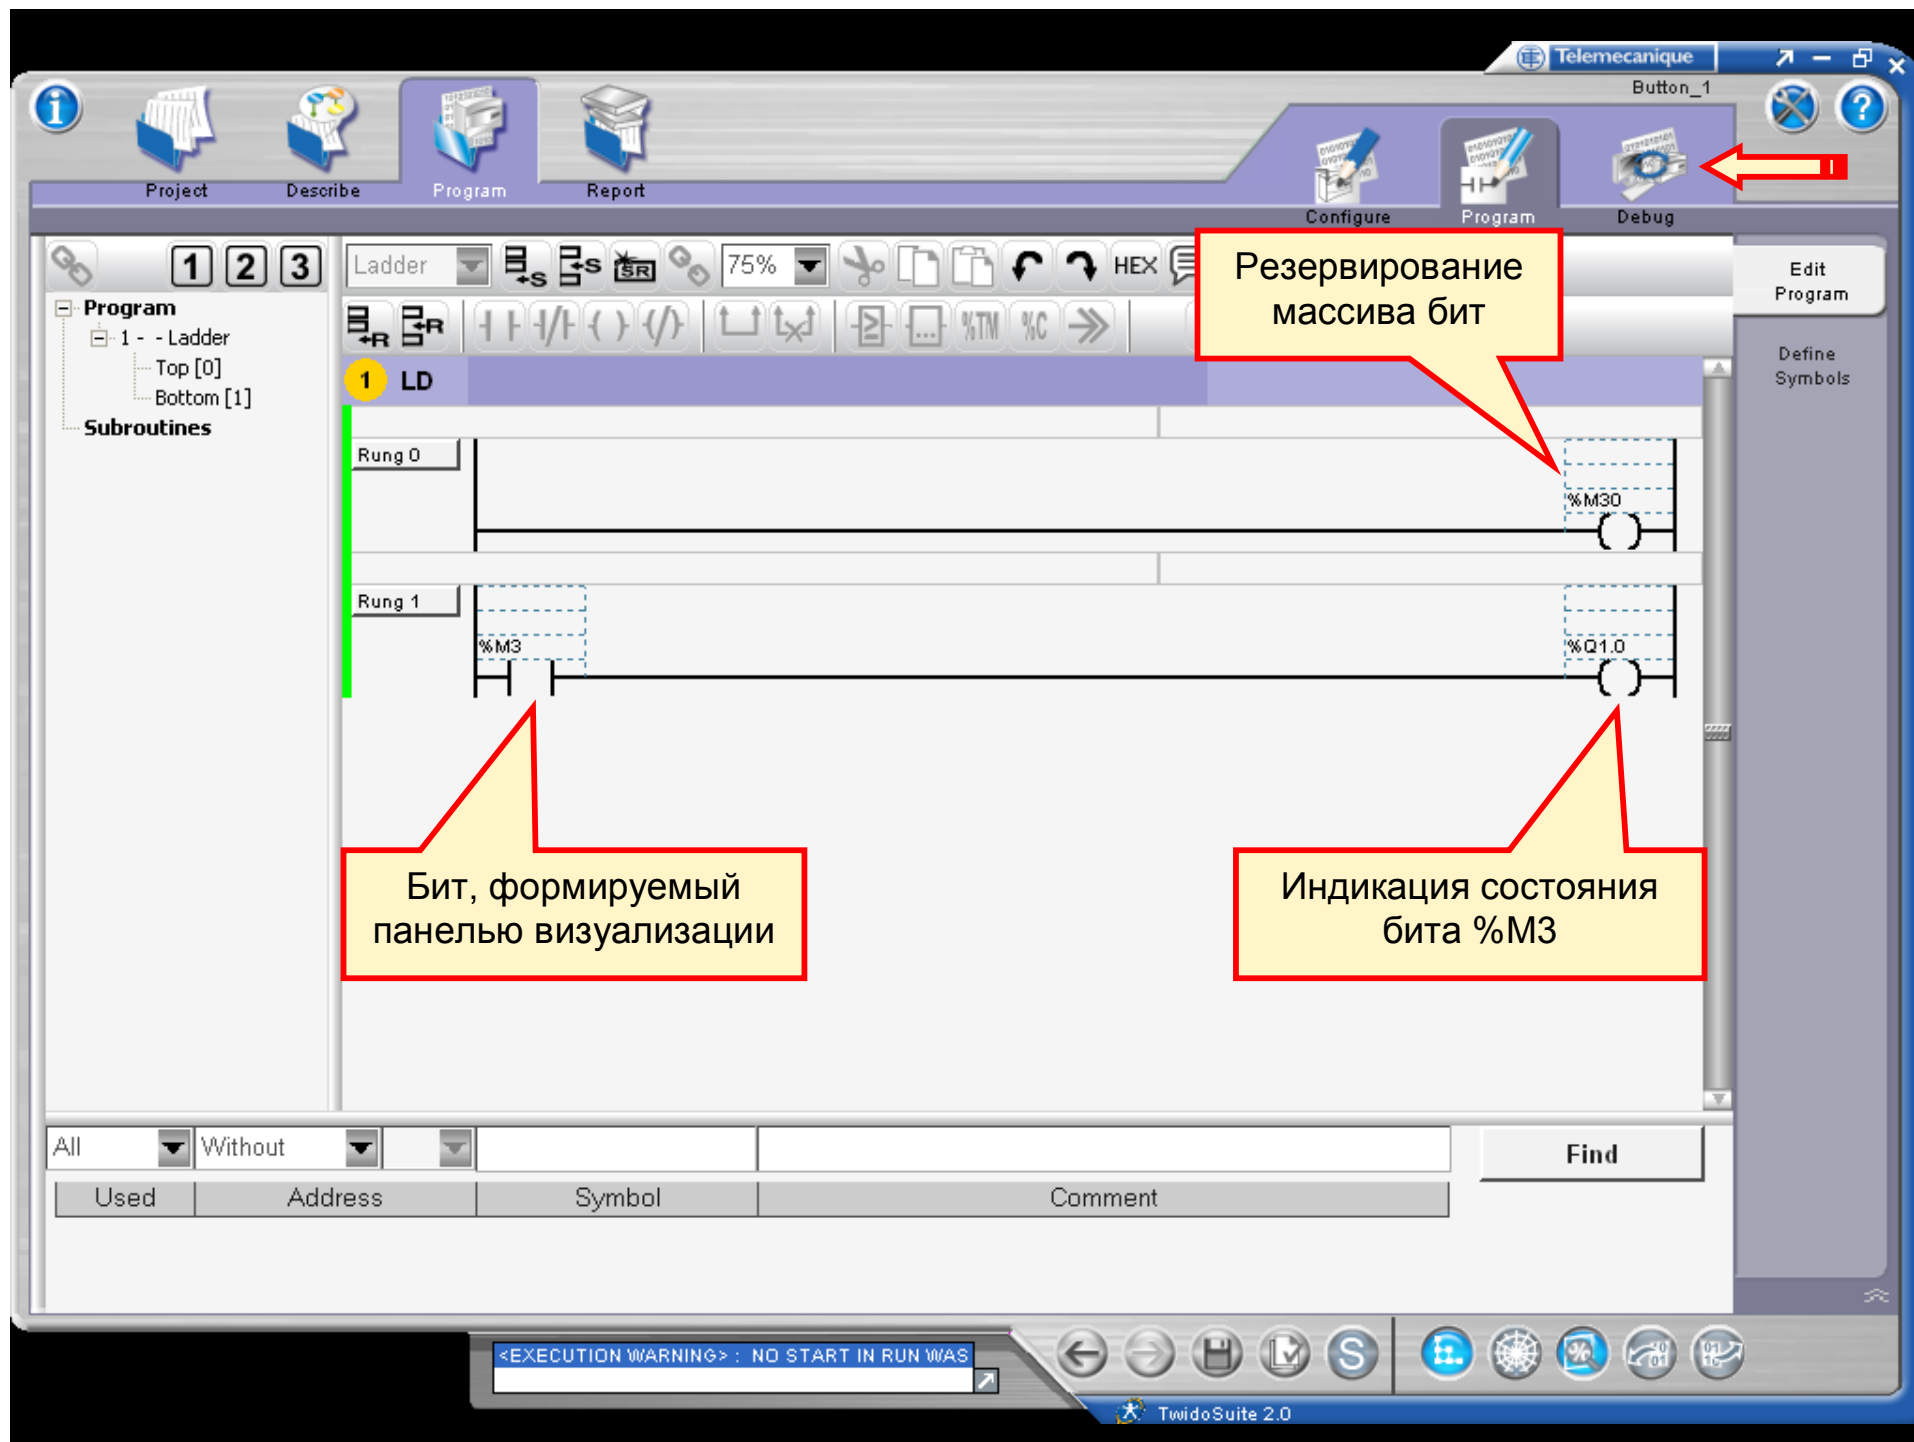 Telemecanique
Button_1
Project
Describe
Program
Report
Configure
Program
Debug
1 2 3
Ladder
75%
HEX
Резервирование
массива бит
Edit
Program
Define
Symbols
Program
1 - - Ladder
Top [0]
Bottom [1]
Subroutines
%TM
%C
1 LD
Rung 0
%M30
Rung 1
%M3
%Q1.0
Бит, формируемый
панелью визуализации
Индикация состояния
бита %M3
All
Without
Find
Used
Address
Symbol
Comment
<EXECUTION WARNING> : NO START IN RUN WAS
S
TwidoSuite 2.0